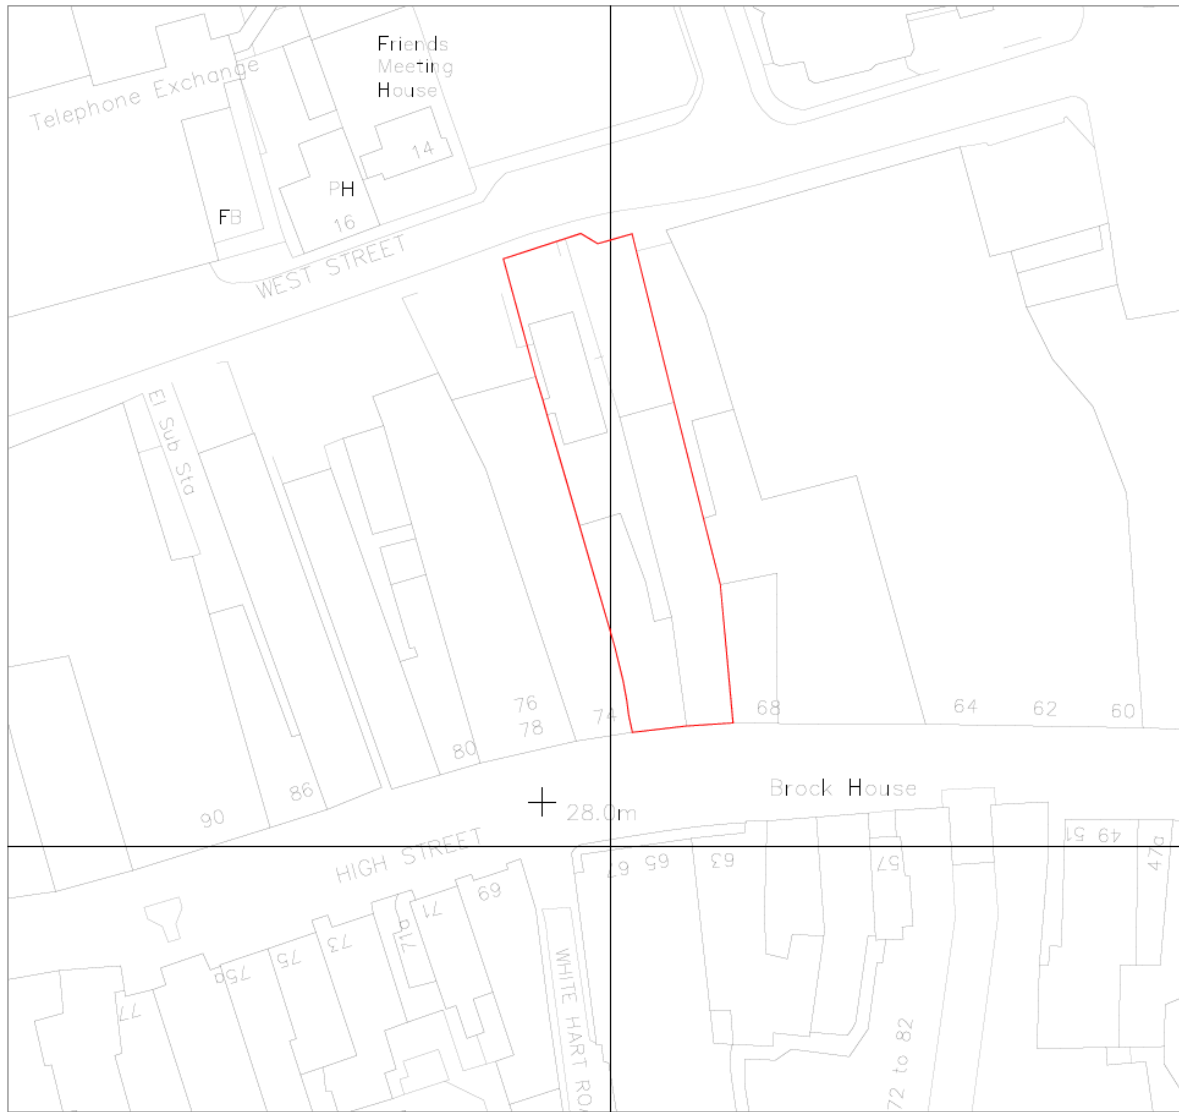 Friends
Meeting
House
Telephone Exchange
14
PH
FB
16
WEST STREET
El Sub Sta
76
74
68
64
62
60
78
80
86
90
Brock House
28.0m
HIGH STREET
67
65
63
57
51
49
47a
69
71
71a
73
75
75a
77
WHITE HART ROA
72 to 82